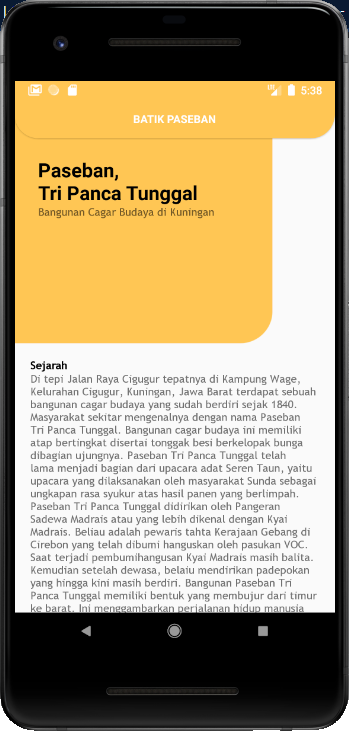 5:38
BATIK PASEBAN
Paseban,
Tri Panca Tunggal
Bangunan Cagar Budaya di Kuningan
Sejarah
Di tepi Jalan Raya Cigugur tepatnya di Kampung Wage,
Kelurahan Cigugur, Kuningan, Jawa Barat terdapat sebuah
bangunan cagar budaya yang sudah berdiri sejak 1840.
Masyarakat sekitar mengenalnya dengan nama Paseban
Tri Panca Tunggal. Bangunan cagar budaya ini memiliki
atap bertingkat disertai tonggak besi berkelopak bunga
dibagian ujungnya. Paseban Tri Panca Tunggal telah
lama menjadi bagian dari upacara adat Seren Taun, yaitu
upacara yang dilaksanakan oleh masyarakat Sunda sebagai
ungkapan rasa syukur atas hasil panen yang berlimpah.
Paseban Tri Panca Tunggal didirikan oleh Pangeran
Sadewa Madrais atau yang lebih dikenal dengan Kyai
Madrais. Beliau adalah pewaris tahta Kerajaan Gebang di
Cirebon yang telah dibumi hanguskan oleh pasukan VOC.
Saat terjadi pembumihangusan Kyai Madrais masih balita.
Kemudian setelah dewasa, belaiu mendirikan padepokan
yang hingga kini masih berdiri. Bangunan Paseban Tri
Panca Tunggal memiliki bentuk yang membujur dari timur
ke barat. Ini menggambarkan perjalanan hidup manusia